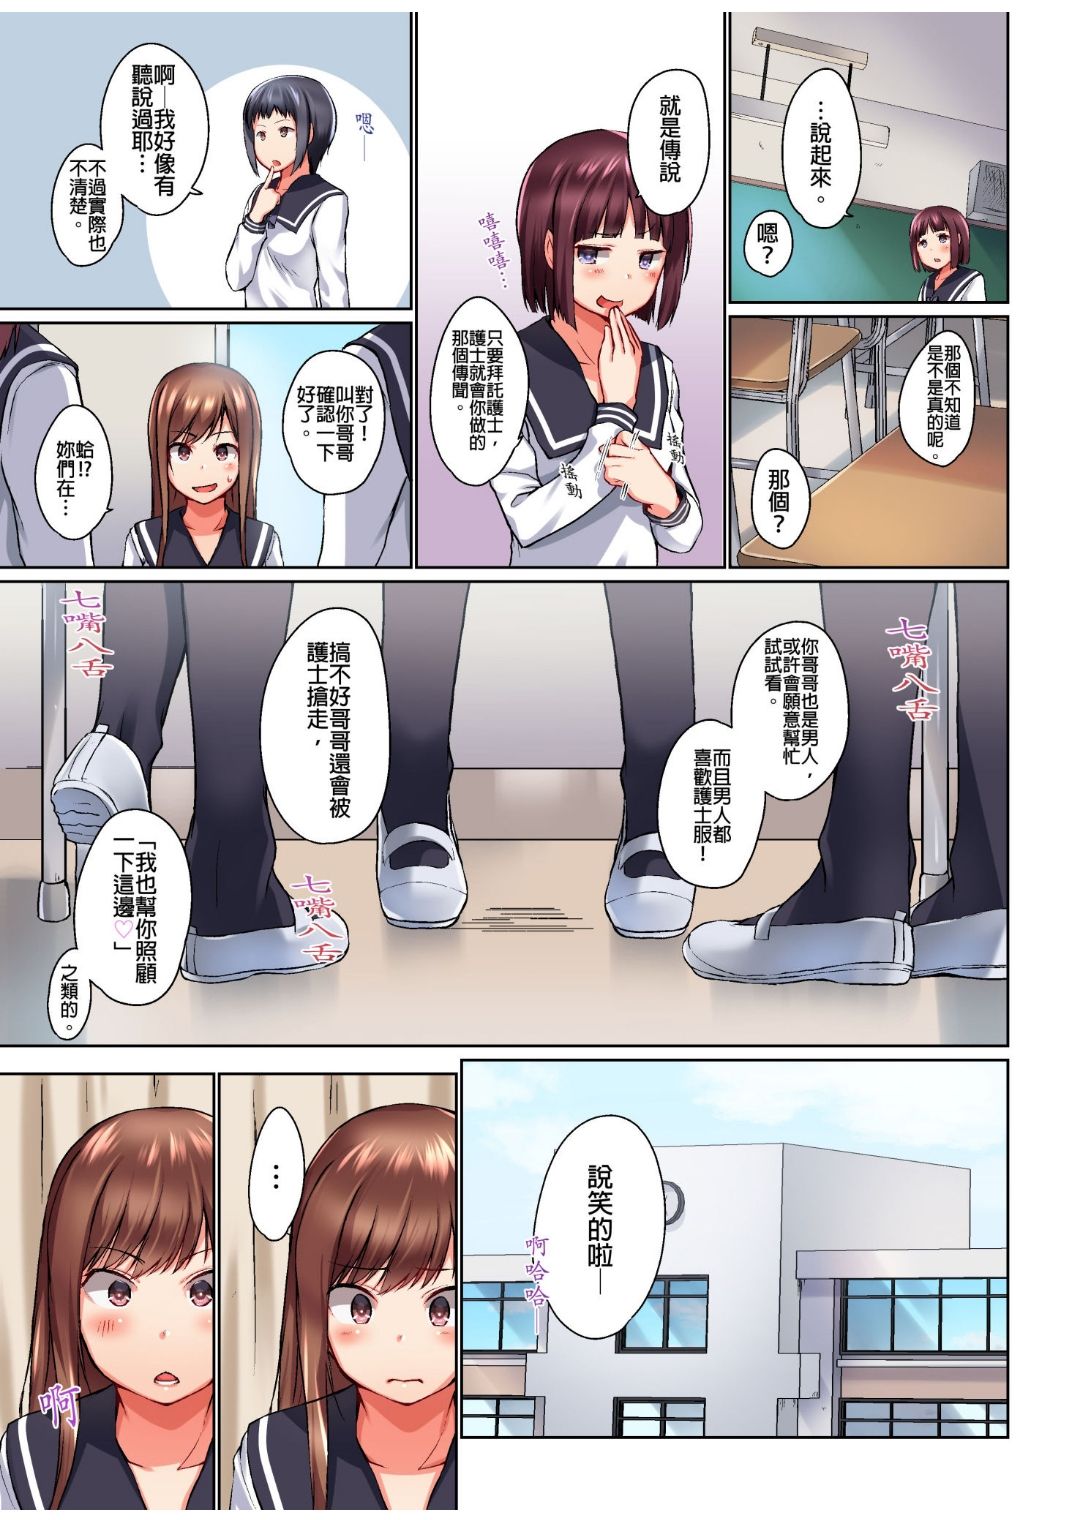 …說起來。
嗯？
那個不知道
是不是真的呢。
那個？
就是傳說
嘻嘻嘻…
只要拜託護士，
護士就會你做的
那個傳聞。
搖動
搖動
嗯──
啊─我好像有
聽說過耶…
不過實際也
不清楚。
對了！
叫你哥哥
確認一下
好了。
蛤!?
妳們在…
七嘴八舌
你哥哥也是男人，
或許會願意幫忙
試試看。
而且男人都
喜歡護士服！
搞不好哥哥還會被
護士搶走，
七嘴八舌
七嘴八舌
「我也幫你照顧
一下這邊♡」
之類的。
說笑的啦─
啊哈哈─
…
啊